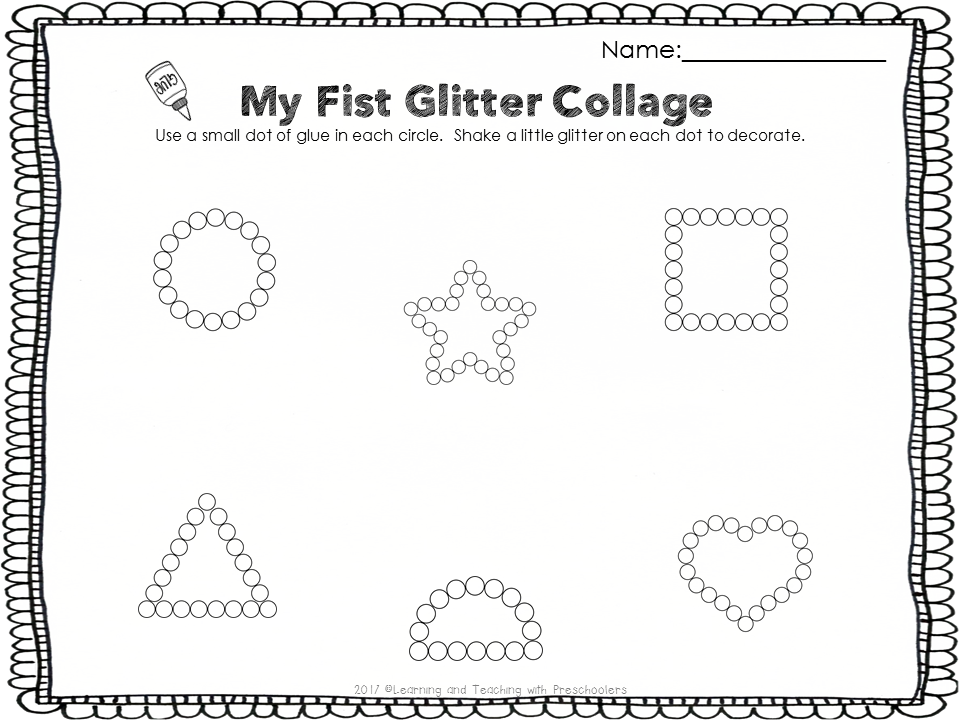 Name:_______________
GLUE
My Fist Glitter Collage
Use a small dot of glue in each circle. Shake a little glitter on each dot to decorate.
2017 ©Learning and Teaching with Preschoolers